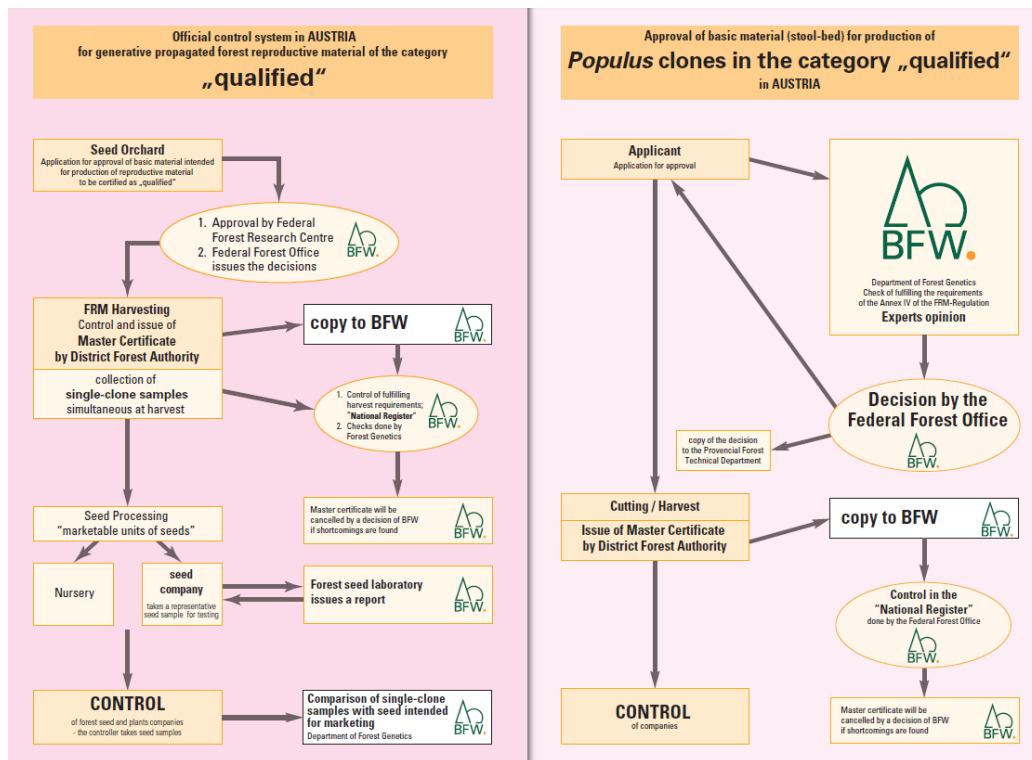 Official control system in AUSTRIA
for generative propagated forest reproductive material of the category
„qualified“
Seed Orchard
Application for approval of basic material intended
for production of reproductive material
to be certified as „qualified“
1. Approval by Federal
Forest Research Centre
2. Federal Forest Office
issues the decisions
BFW.
FRM Harvesting
Control and issue of
Master Certificate
by District Forest Authority
collection of
single-clone samples
simultaneous at harvest
copy to BFW
BFW.
1. Control of fulfilling
harvest requirements;
"National Register"
2. Checks done by
Forest Genetics
BFW.
Master certificate will be
cancelled by a decision of BFW
if shortcomings are found
BFW.
Seed Processing
"marketable units of seeds"
Nursery
seed
company
takes a representative
seed sample for testing
Forest seed laboratory
issues a report
BFW.
CONTROL
of forest seed and plants companies
- the controller takes seed samples
Comparison of single-clone
samples with seed intended
for marketing
Department of Forest Genetics
BFW.
Approval of basic material (stool-bed) for production of
Populus clones in the category „qualified“
in AUSTRIA
Applicant
Application for approval
BFW.
Department of Forest Genetics
Check of fulfilling the requirements
of the Annex IV of the FRM-Regulation
Experts opinion
Decision by the
Federal Forest Office
BFW.
copy of the decision
to the Provencial Forest
Technical Department
Cutting / Harvest
Issue of Master Certificate
by District Forest Authority
copy to BFW
BFW.
Control in the
"National Register"
done by the Federal Forest Office
BFW.
CONTROL
of companies
Master certificate will be
cancelled by a decision of BFW
if shortcomings are found
BFW.